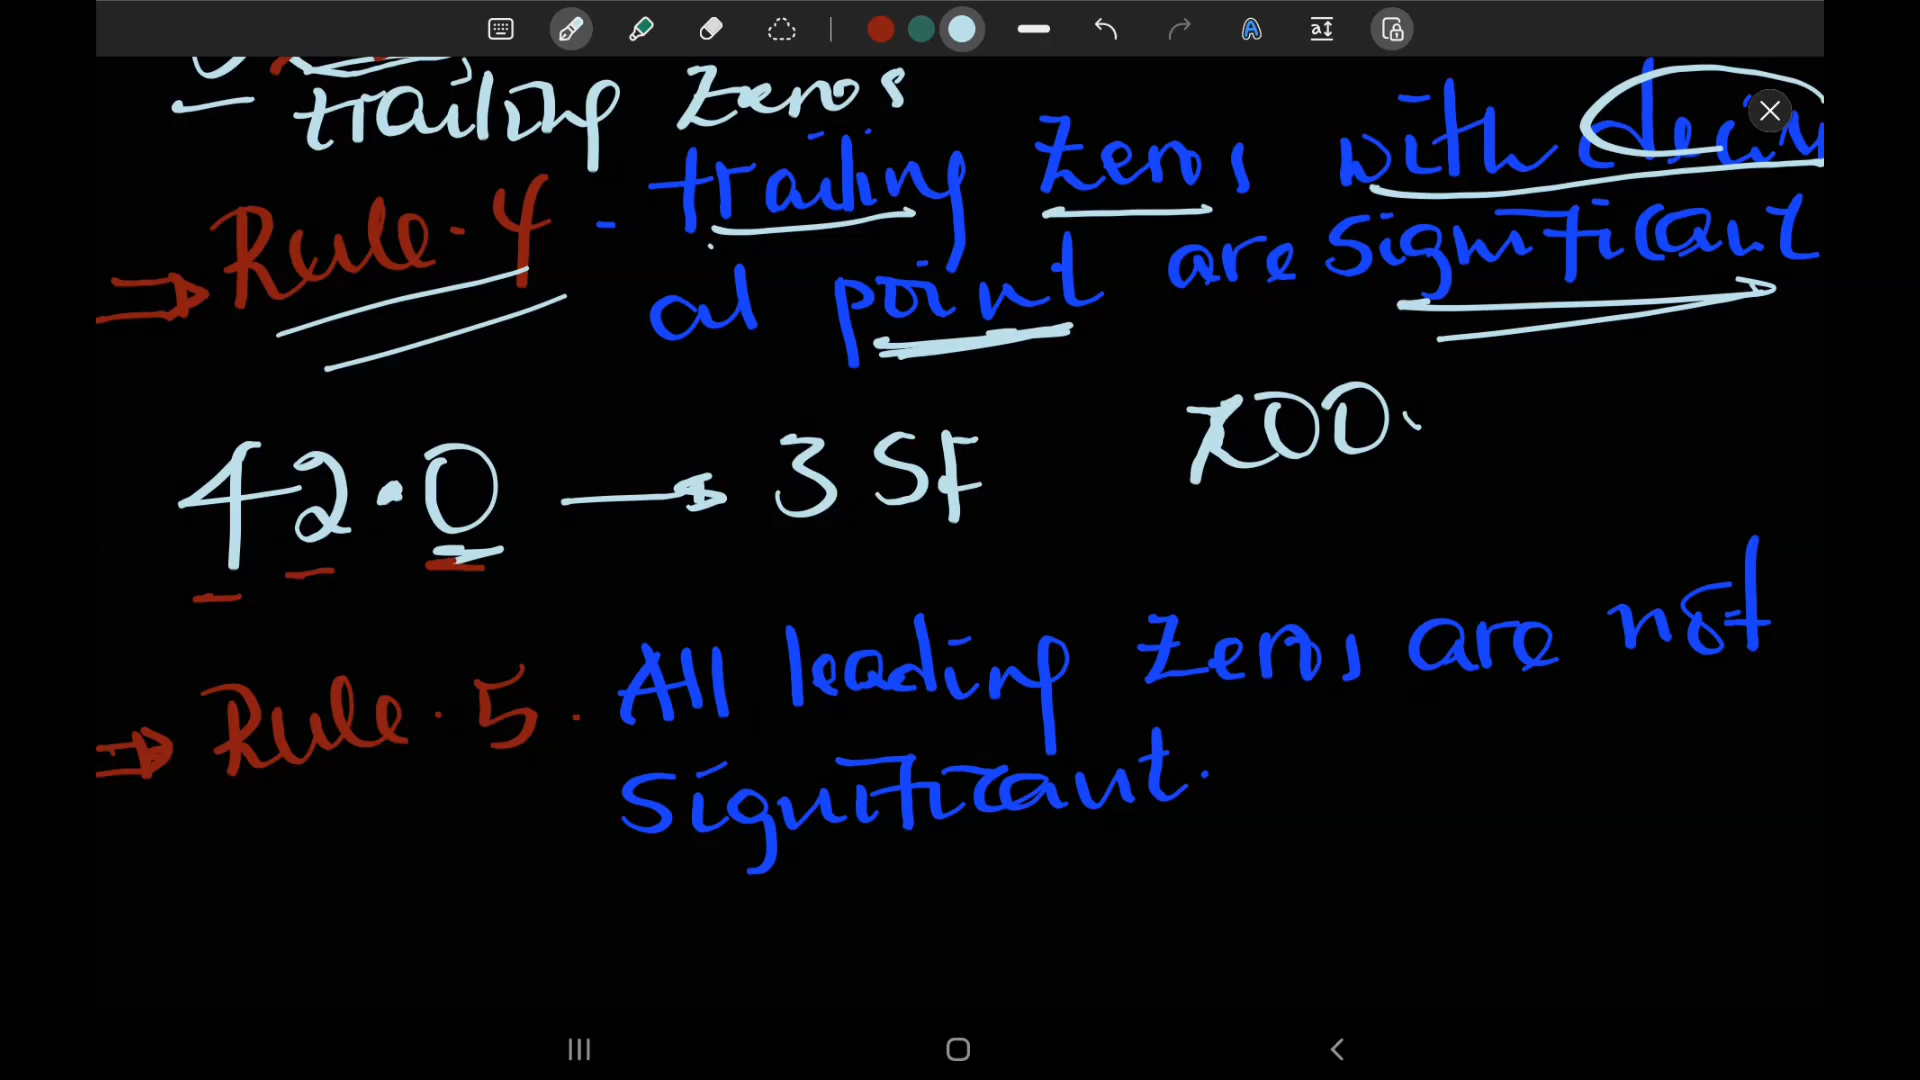 trailing zeros
Rule. 4 - trailing zeros with decim
al point are significant
42.0 → 3 SF
700.
Rule. 5. All leading zeros are not
significant.